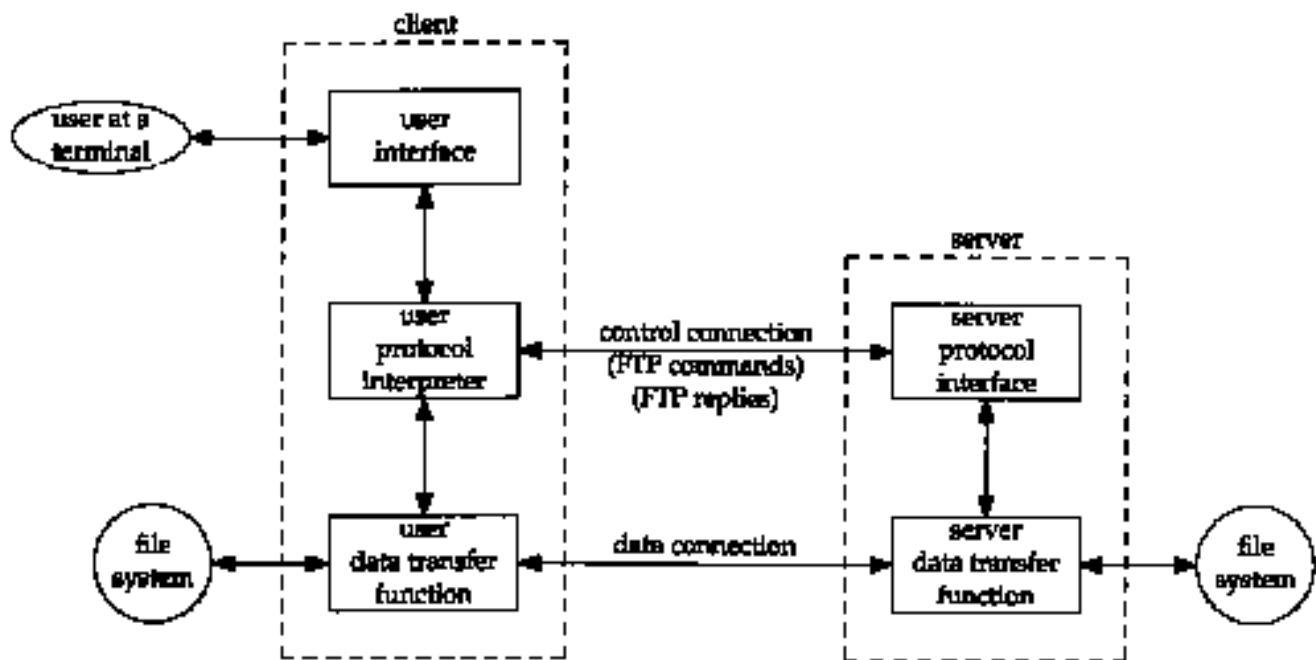 client
user at a
terminal
user
interface
server
user
protocol
interpreter
control connection
(FTP commands)
(FTP replies)
server
protocol
interface
file
system
user
data transfer
function
data connection
server
data transfer
function
file
system